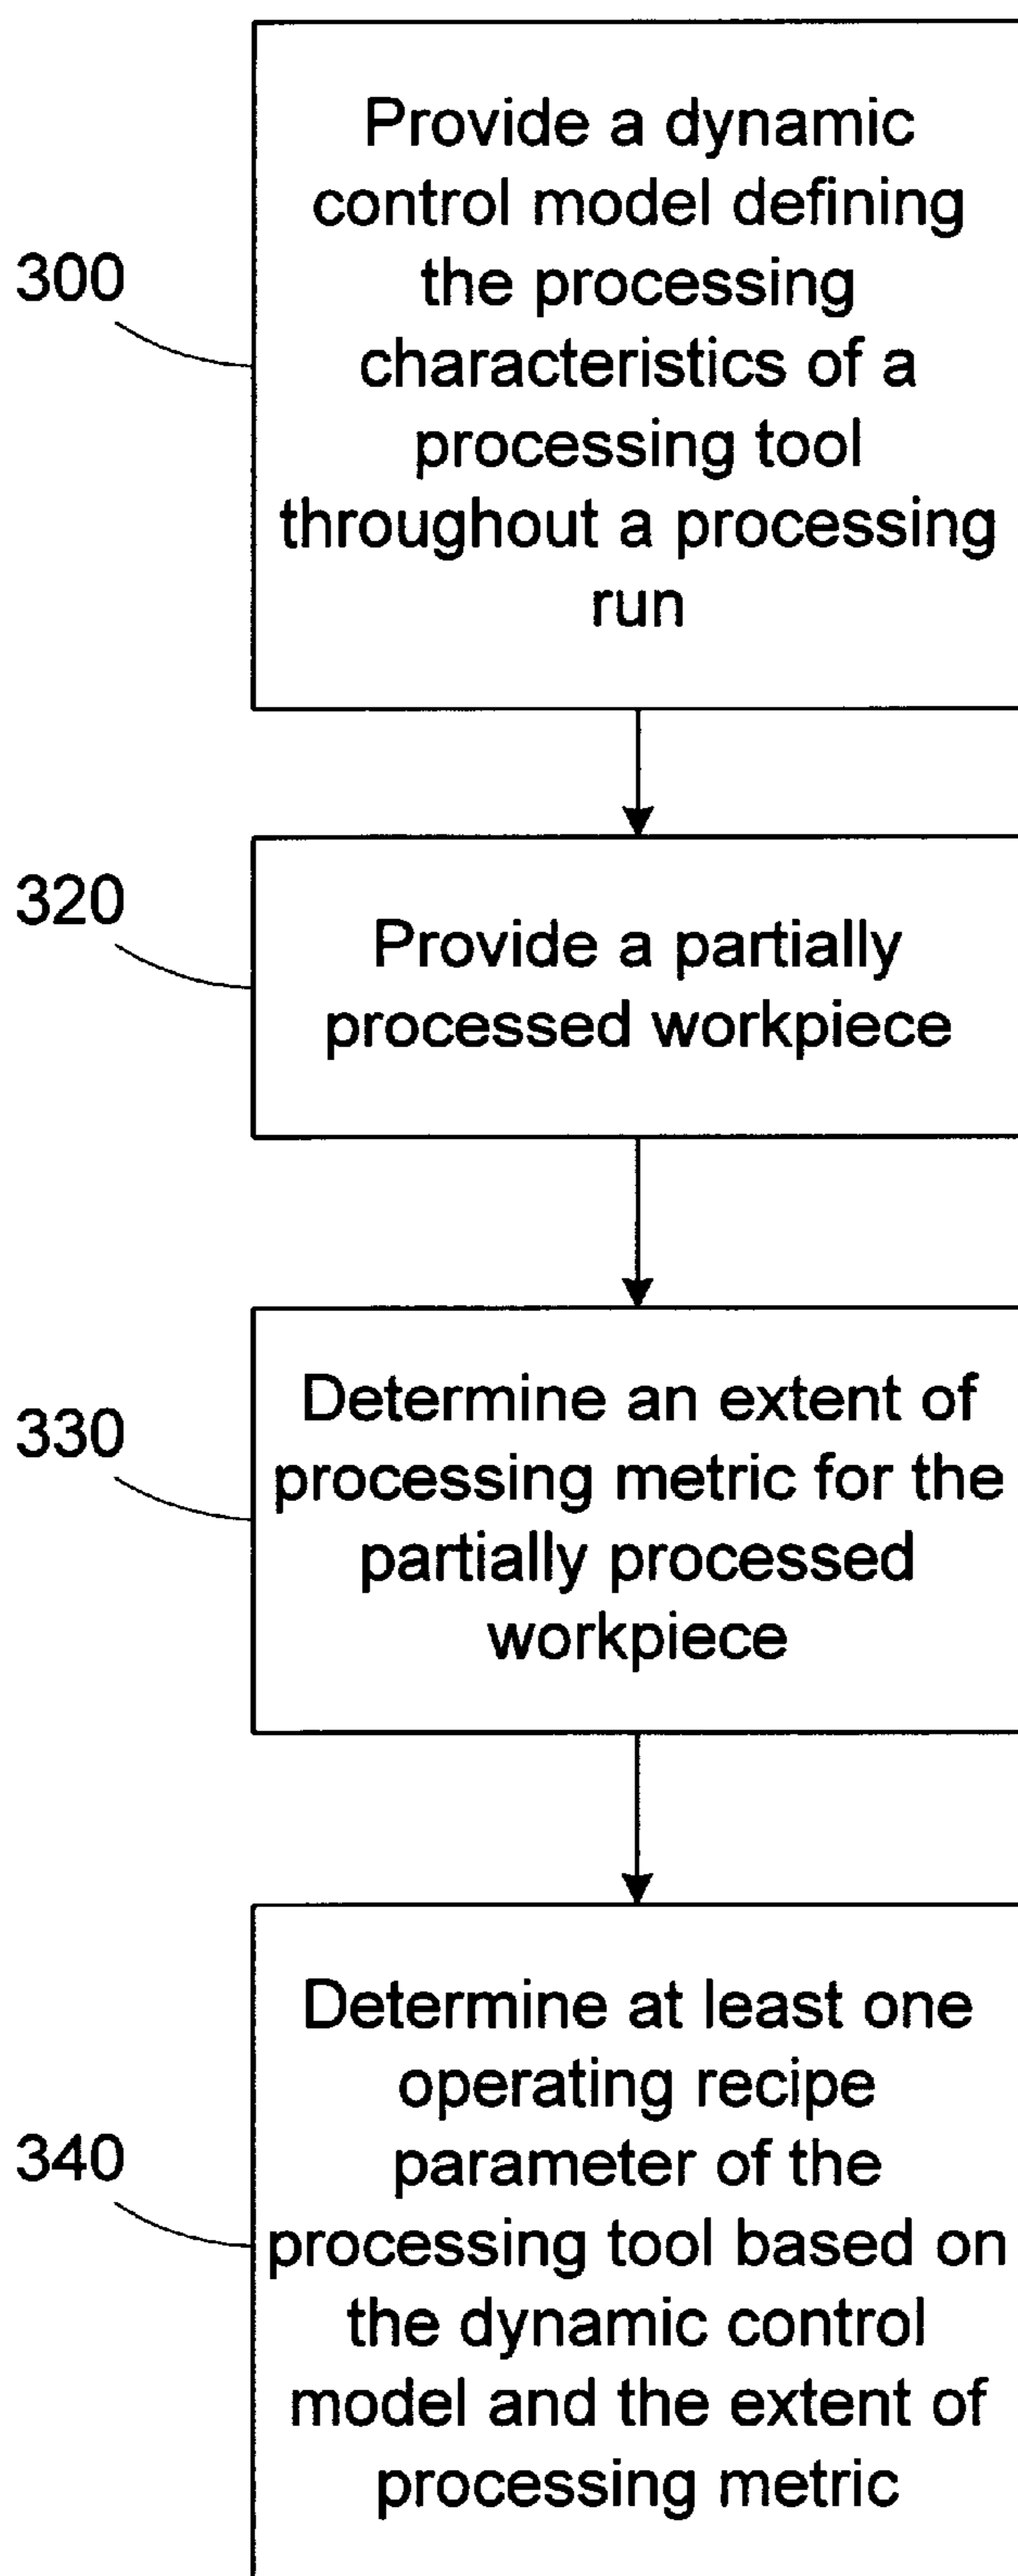 300
Provide a dynamic
control model defining
the processing
characteristics of a
processing tool
throughout a processing
run
320
Provide a partially
processed workpiece
330
Determine an extent of
processing metric for the
partially processed
workpiece
340
Determine at least one
operating recipe
parameter of the
processing tool based on
the dynamic control
model and the extent of
processing metric